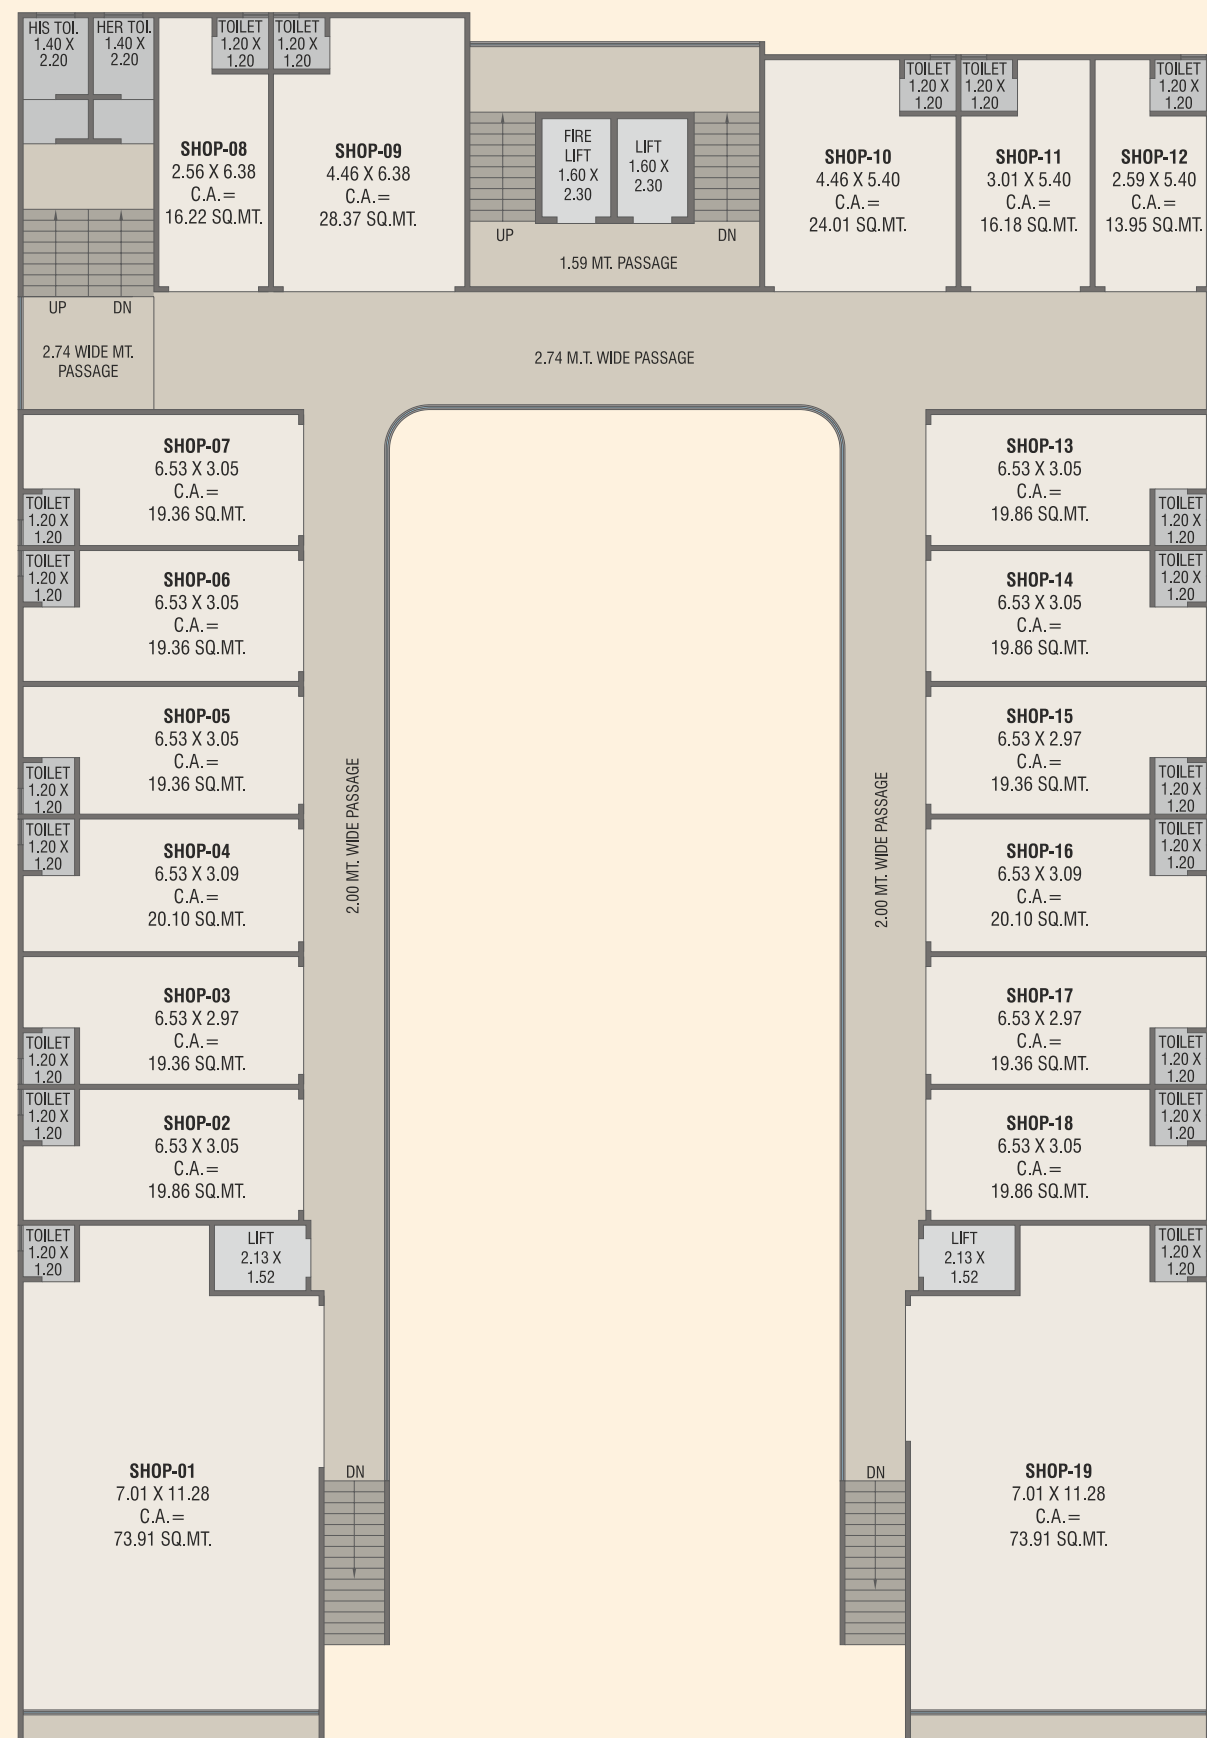 HIS TOI.
1.40 X
2.20
HER TOI.
1.40 X
2.20
TOILET
1.20 X
1.20
TOILET
1.20 X
1.20
SHOP-08
2.56 X 6.38
C.A.=
16.22 SQ.MT.
SHOP-09
4.46 X 6.38
C.A.=
28.37 SQ.MT.
FIRE
LIFT
1.60 X
2.30
LIFT
1.60 X
2.30
UP
DN
1.59 MT. PASSAGE
TOILET
1.20 X
1.20
TOILET
1.20 X
1.20
TOILET
1.20 X
1.20
SHOP-10
4.46 X 5.40
C.A.=
24.01 SQ.MT.
SHOP-11
3.01 X 5.40
C.A.=
16.18 SQ.MT.
SHOP-12
2.59 X 5.40
C.A.=
13.95 SQ.MT.
UP
DN
2.74 WIDE MT.
PASSAGE
2.74 M.T. WIDE PASSAGE
SHOP-07
6.53 X 3.05
C.A.=
19.36 SQ.MT.
TOILET
1.20 X
1.20
TOILET
1.20 X
1.20
SHOP-06
6.53 X 3.05
C.A.=
19.36 SQ.MT.
SHOP-05
6.53 X 3.05
C.A.=
19.36 SQ.MT.
TOILET
1.20 X
1.20
TOILET
1.20 X
1.20
SHOP-04
6.53 X 3.09
C.A.=
20.10 SQ.MT.
SHOP-03
6.53 X 2.97
C.A.=
19.36 SQ.MT.
TOILET
1.20 X
1.20
TOILET
1.20 X
1.20
SHOP-02
6.53 X 3.05
C.A.=
19.86 SQ.MT.
TOILET
1.20 X
1.20
LIFT
2.13 X
1.52
SHOP-01
7.01 X 11.28
C.A.=
73.91 SQ.MT.
2.00 MT. WIDE PASSAGE
DN
2.00 MT. WIDE PASSAGE
DN
SHOP-13
6.53 X 3.05
C.A.=
19.86 SQ.MT.
TOILET
1.20 X
1.20
TOILET
1.20 X
1.20
SHOP-14
6.53 X 3.05
C.A.=
19.86 SQ.MT.
SHOP-15
6.53 X 2.97
C.A.=
19.36 SQ.MT.
TOILET
1.20 X
1.20
TOILET
1.20 X
1.20
SHOP-16
6.53 X 3.09
C.A.=
20.10 SQ.MT.
SHOP-17
6.53 X 2.97
C.A.=
19.36 SQ.MT.
TOILET
1.20 X
1.20
TOILET
1.20 X
1.20
SHOP-18
6.53 X 3.05
C.A.=
19.86 SQ.MT.
LIFT
2.13 X
1.52
TOILET
1.20 X
1.20
SHOP-19
7.01 X 11.28
C.A.=
73.91 SQ.MT.